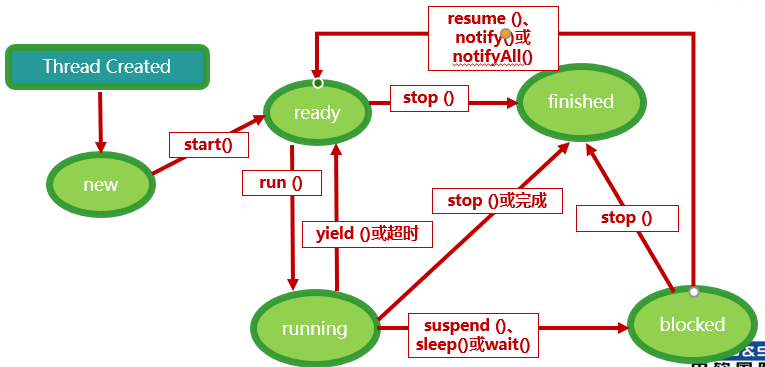 resume ()、
notify()或
notifyAll()
Thread Created
ready
stop ()
finished
start()
new
run ()
stop ()或完成
stop ()
yield ()或超时
running
suspend ()、
sleep()或wait()
blocked